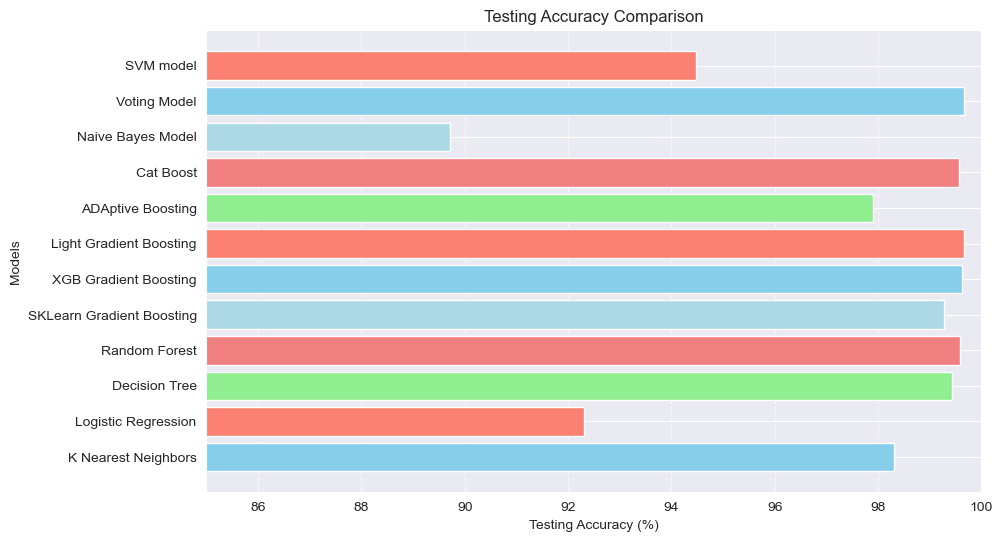 Testing Accuracy Comparison
SVM model
Voting Model
Naive Bayes Model
Cat Boost
ADAptive Boosting
Light Gradient Boosting
XGB Gradient Boosting
SKLearn Gradient Boosting
Random Forest
Decision Tree
Logistic Regression
K Nearest Neighbors
Models
86 88 90 92 94 96 98 100
Testing Accuracy (%)